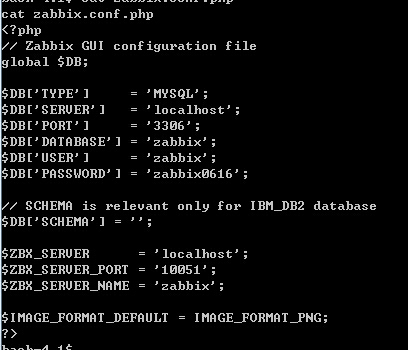 cat zabbix.conf.php
<?php
// Zabbix GUI configuration file
global $DB;
$DB['TYPE']     = 'MYSQL';
$DB['SERVER']   = 'localhost';
$DB['PORT']     = '3306';
$DB['DATABASE'] = 'zabbix';
$DB['USER']     = 'zabbix';
$DB['PASSWORD'] = 'zabbix0616';
// SCHEMA is relevant only for IBM_DB2 database
$DB['SCHEMA'] = '';
$ZBX_SERVER      = 'localhost';
$ZBX_SERVER_PORT = '10051';
$ZBX_SERVER_NAME = 'zabbix';
$IMAGE_FORMAT_DEFAULT = IMAGE_FORMAT_PNG;
?>
bash-4.1$